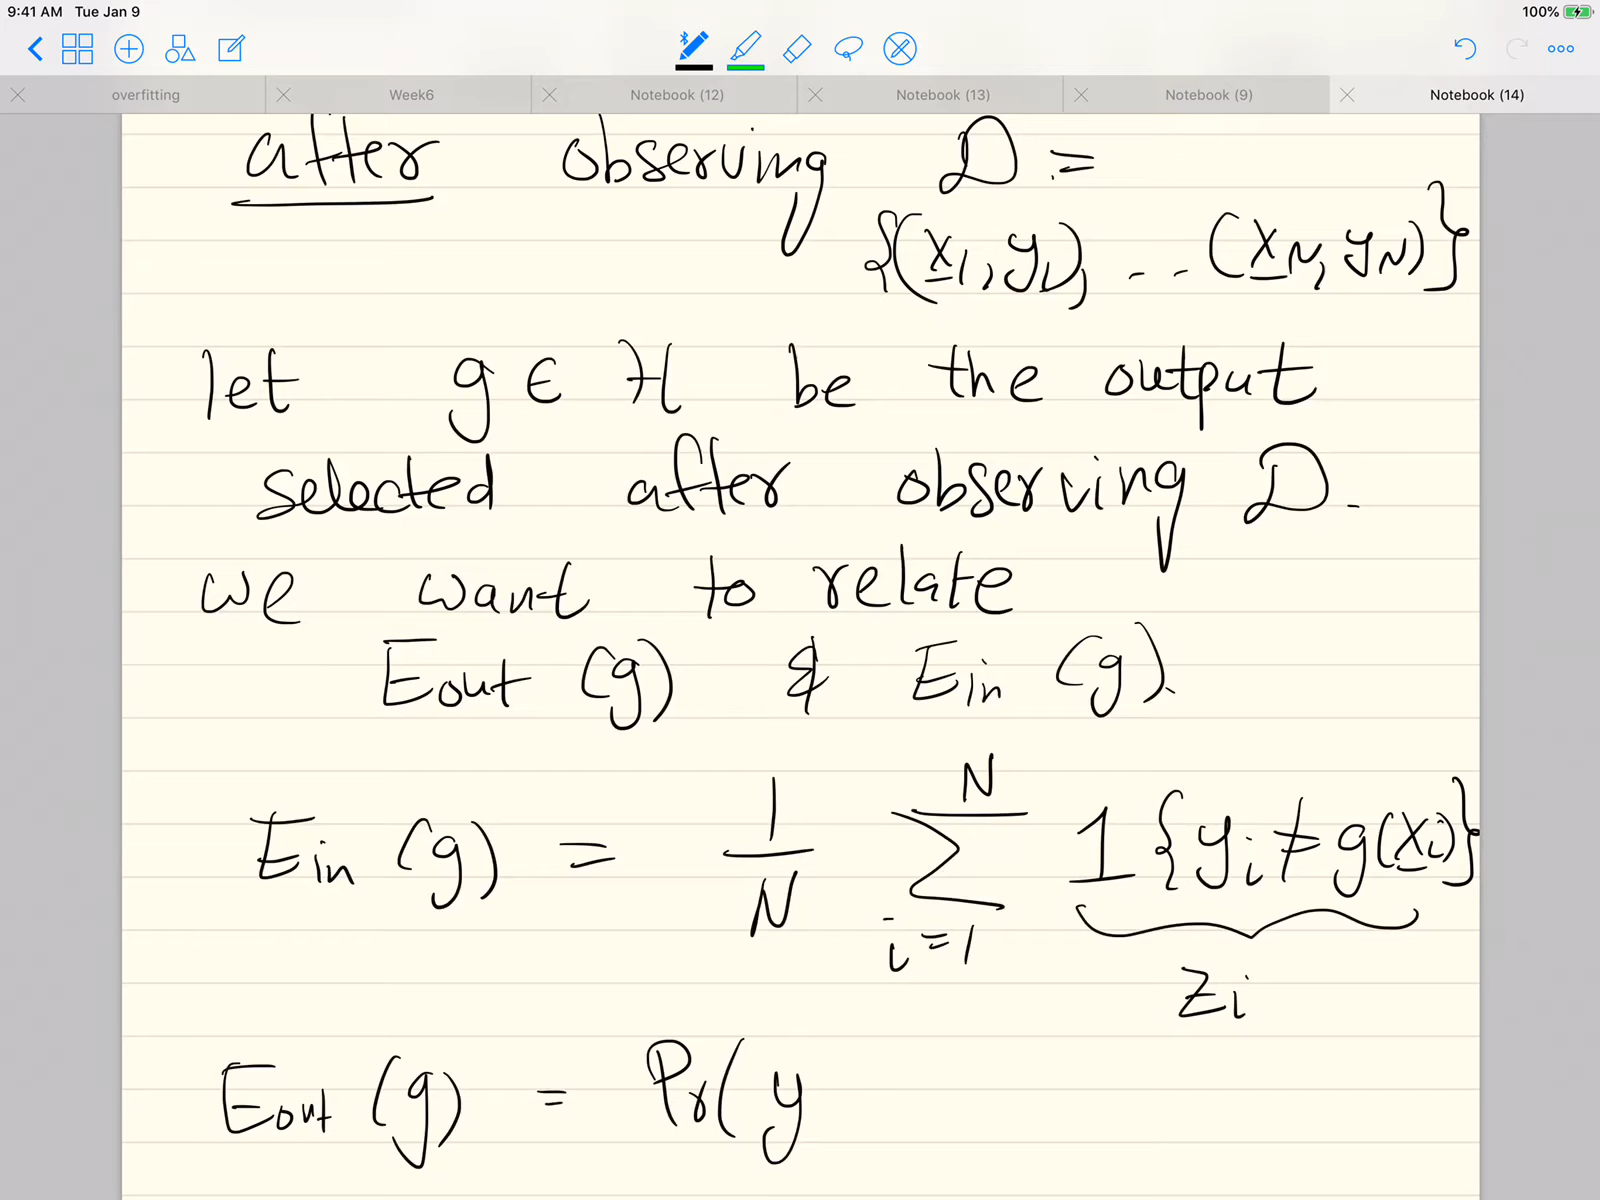 9:41 AM Tue Jan 9 100%
overfitting Week6 Notebook (12) Notebook (13) Notebook (9) Notebook (14)
after observing D =
{(x1, y1), ... (xN, yN)}
let g ∈ H be the output
selected after observing D.
we want to relate
Eout (g) & Ein (g).
Ein (g) = 1/N ∑_{i=1}^{N} 1{yi ≠ g(xi)}
Zi
Eout (g) = Pr( y